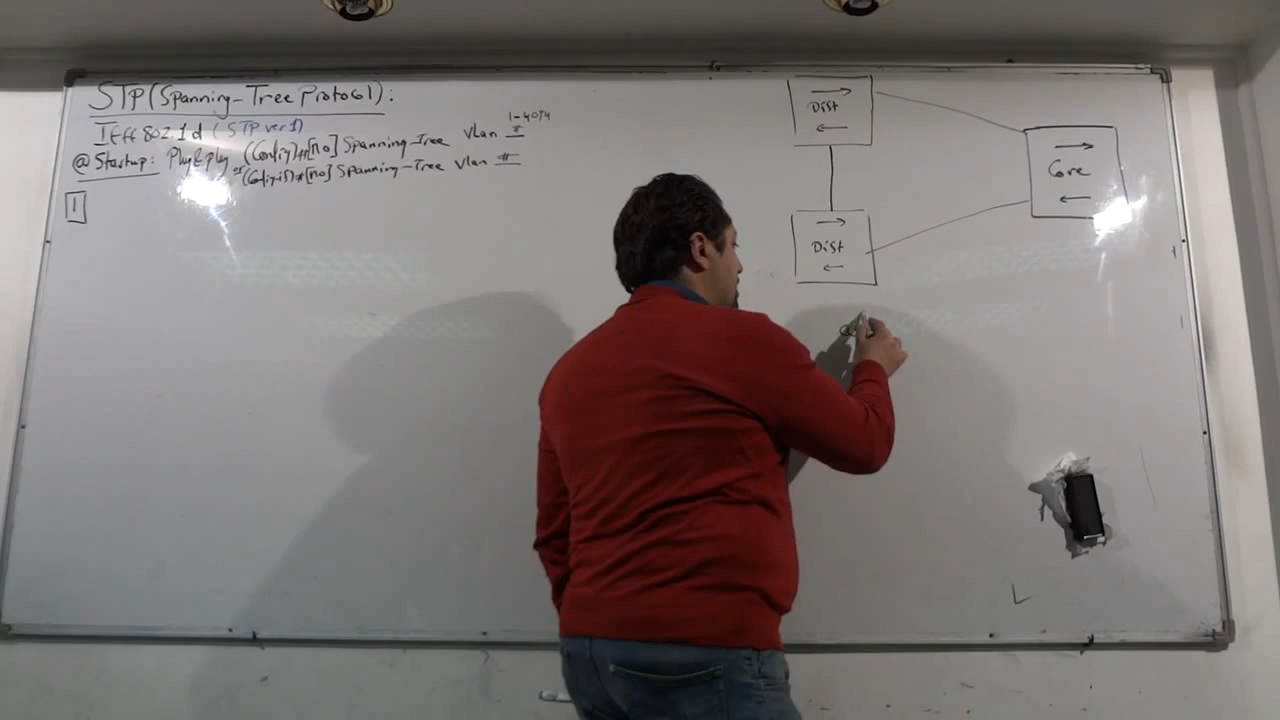 STP (Spanning-Tree Protocol):
IEEE 802.1d (STP ver1)
1-4094
@Startup: Plug&play (Config)#[no] Spanning-Tree vlan #
or (Config-if)#[no] Spanning-Tree vlan #
1
Dist
Core
Dist